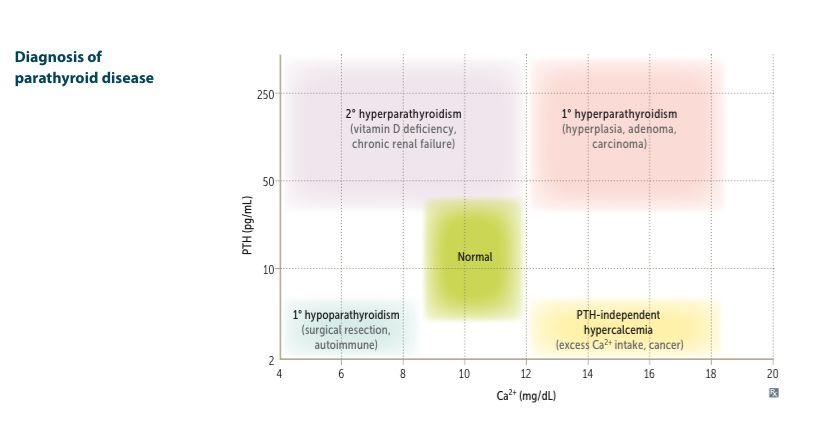 Diagnosis of
parathyroid disease
250
50
10
2
PTH (pg/mL)
2° hyperparathyroidism
(vitamin D deficiency,
chronic renal failure)
1° hyperparathyroidism
(hyperplasia, adenoma,
carcinoma)
Normal
1° hypoparathyroidism
(surgical resection,
autoimmune)
PTH-independent
hypercalcemia
(excess Ca²⁺ intake, cancer)
4 6 8 10 12 14 16 18 20
Ca²⁺ (mg/dL)
℞